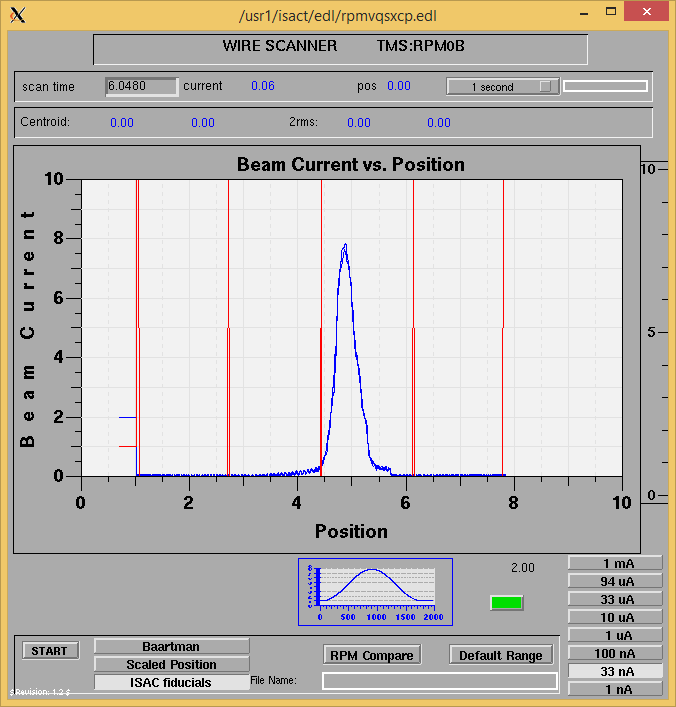 /usr1/isact/edl/rpmvqsxcp.edl
WIRE SCANNER TMS:RPM0B
scan time 6.0480 current 0.06 pos 0.00 1 second
Centroid: 0.00 0.00 2rms: 0.00 0.00
Beam Current vs. Position
Beam Current
10
8
6
4
2
0
10
5
0
0 2 4 6 8 10
Position
8
0 500 1000 1500 2000
2.00
1 mA
94 uA
33 uA
10 uA
1 uA
100 nA
33 nA
1 nA
START
Baartman
Scaled Position
ISAC fiducials
RPM Compare
Default Range
File Name:
$Revision: 1.2 $